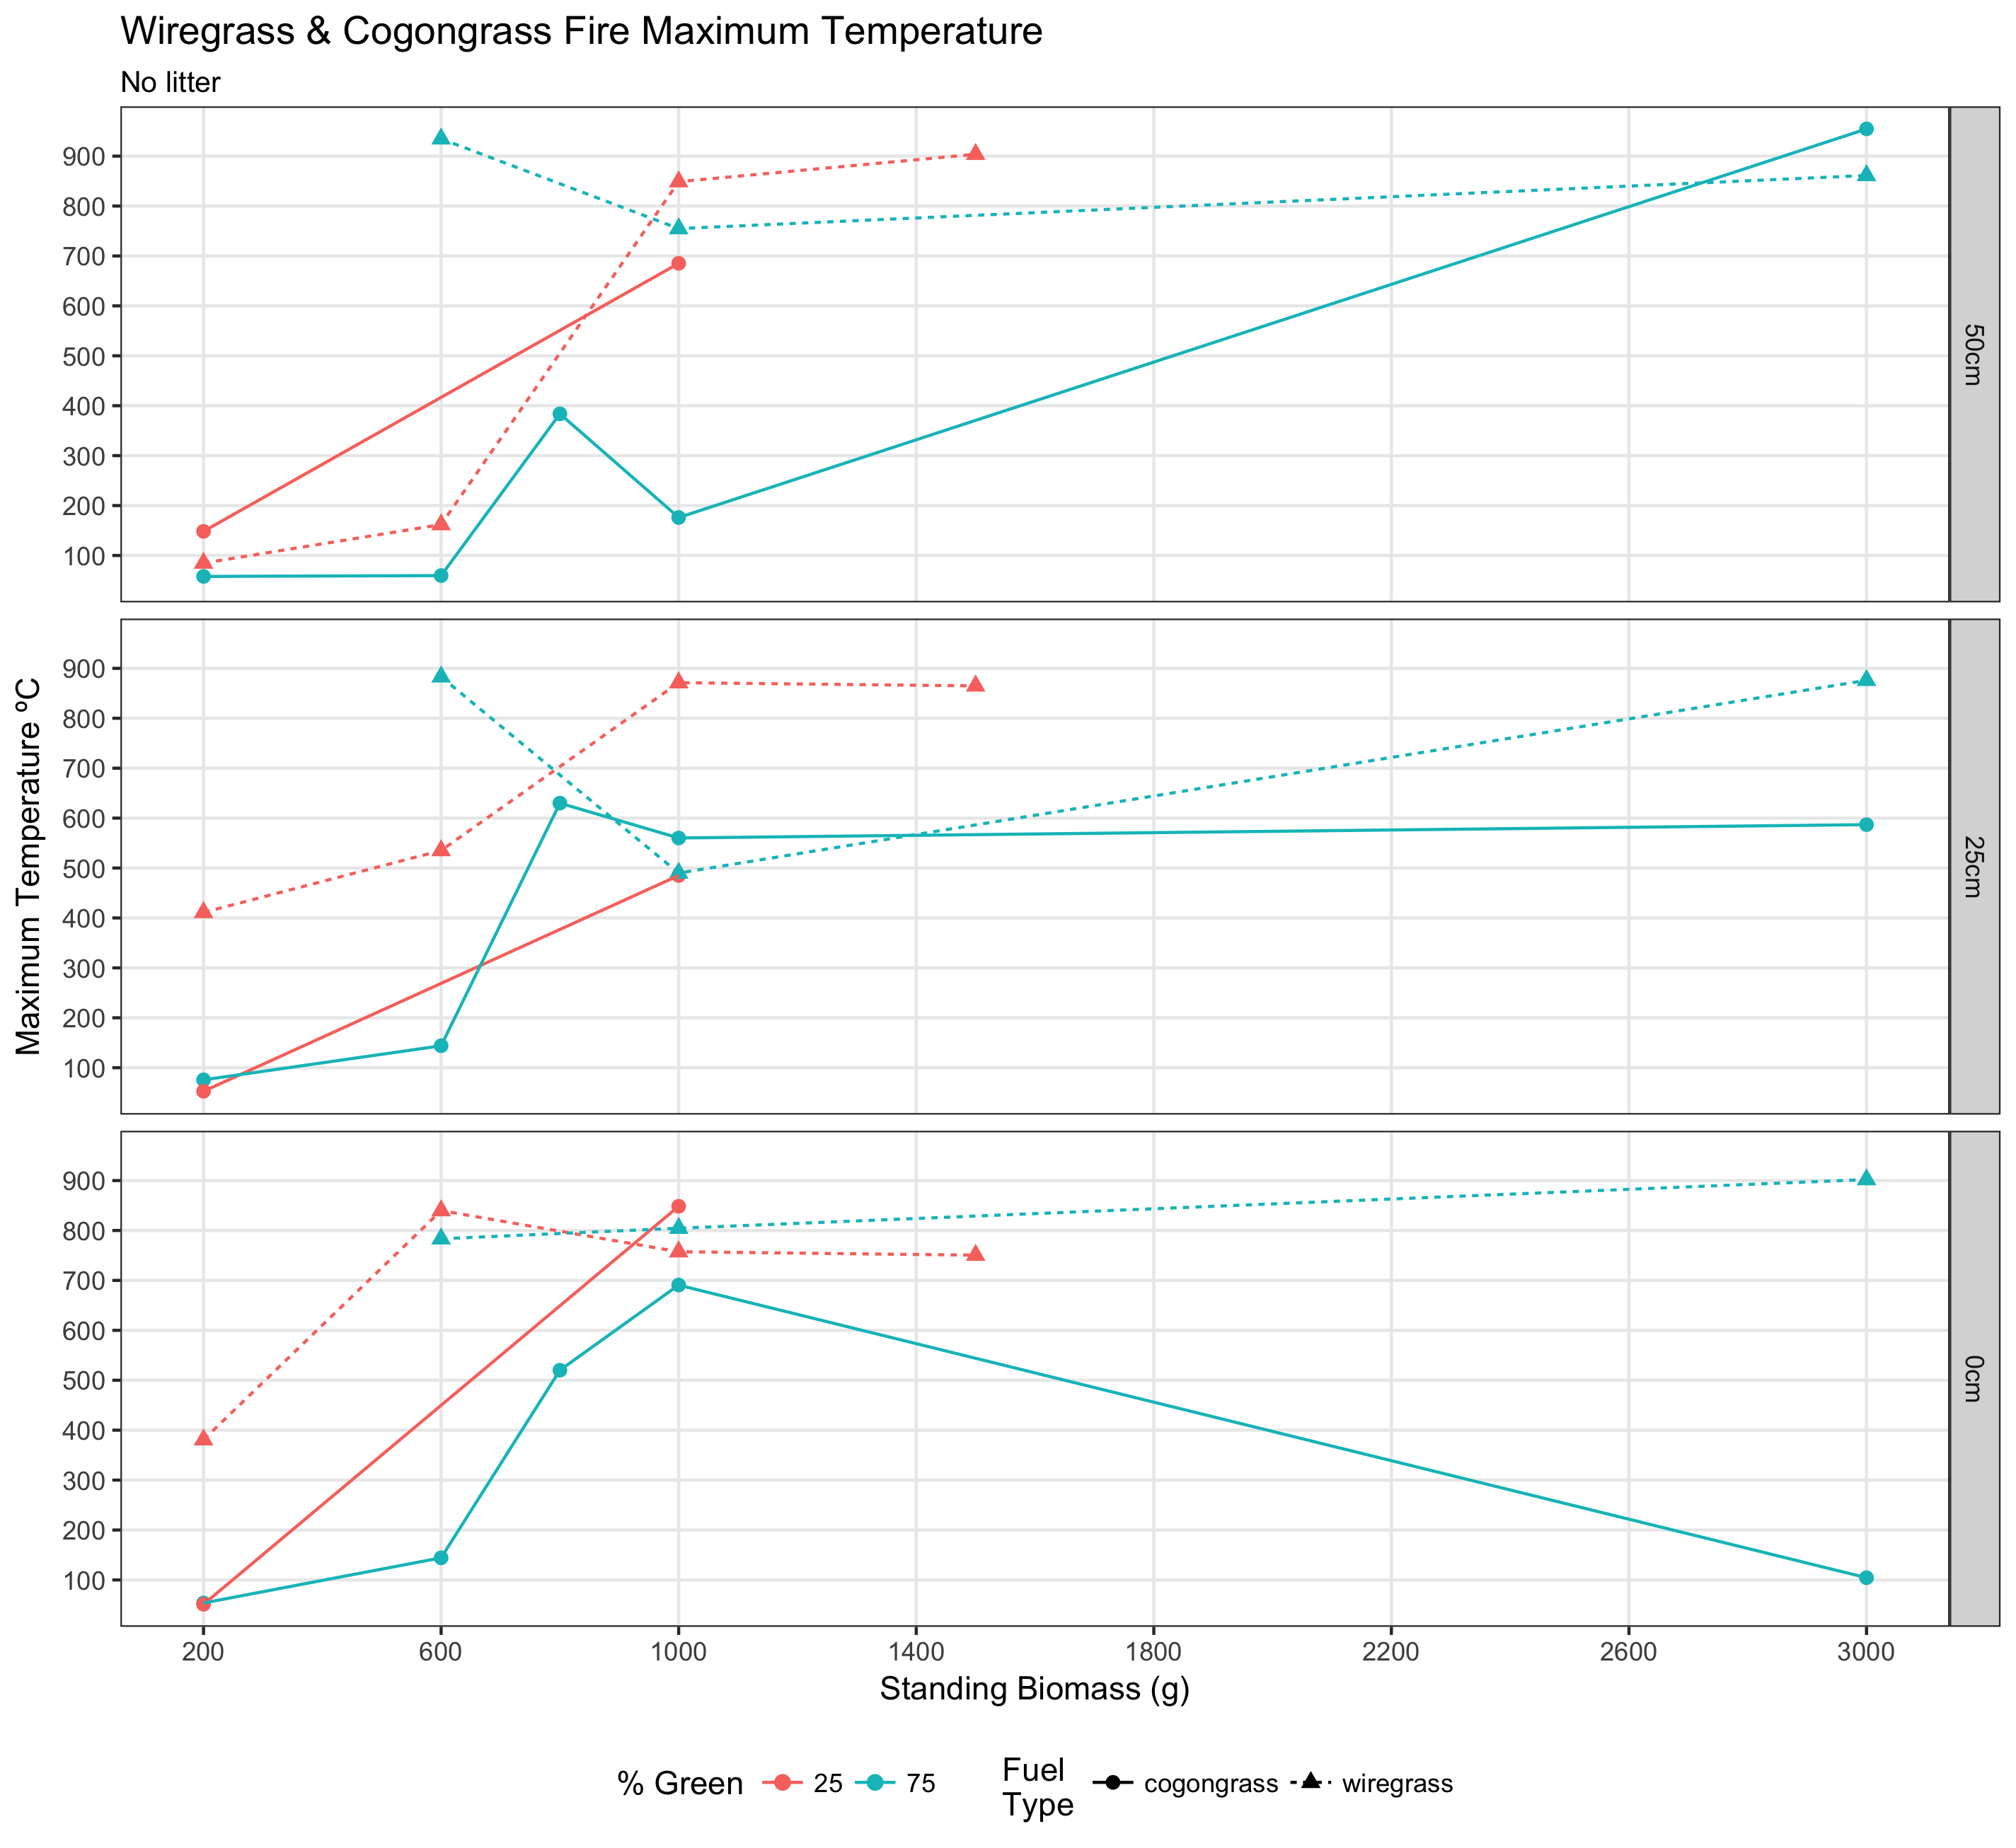 Wiregrass & Cogongrass Fire Maximum Temperature
No litter
900
800
700
600
500
400
300
200
100
50cm
Maximum Temperature ºC
900
800
700
600
500
400
300
200
100
25cm
900
800
700
600
500
400
300
200
100
0cm
200 600 1000 1400 1800 2200 2600 3000
Standing Biomass (g)
% Green 25 75
Fuel
Type
cogongrass wiregrass